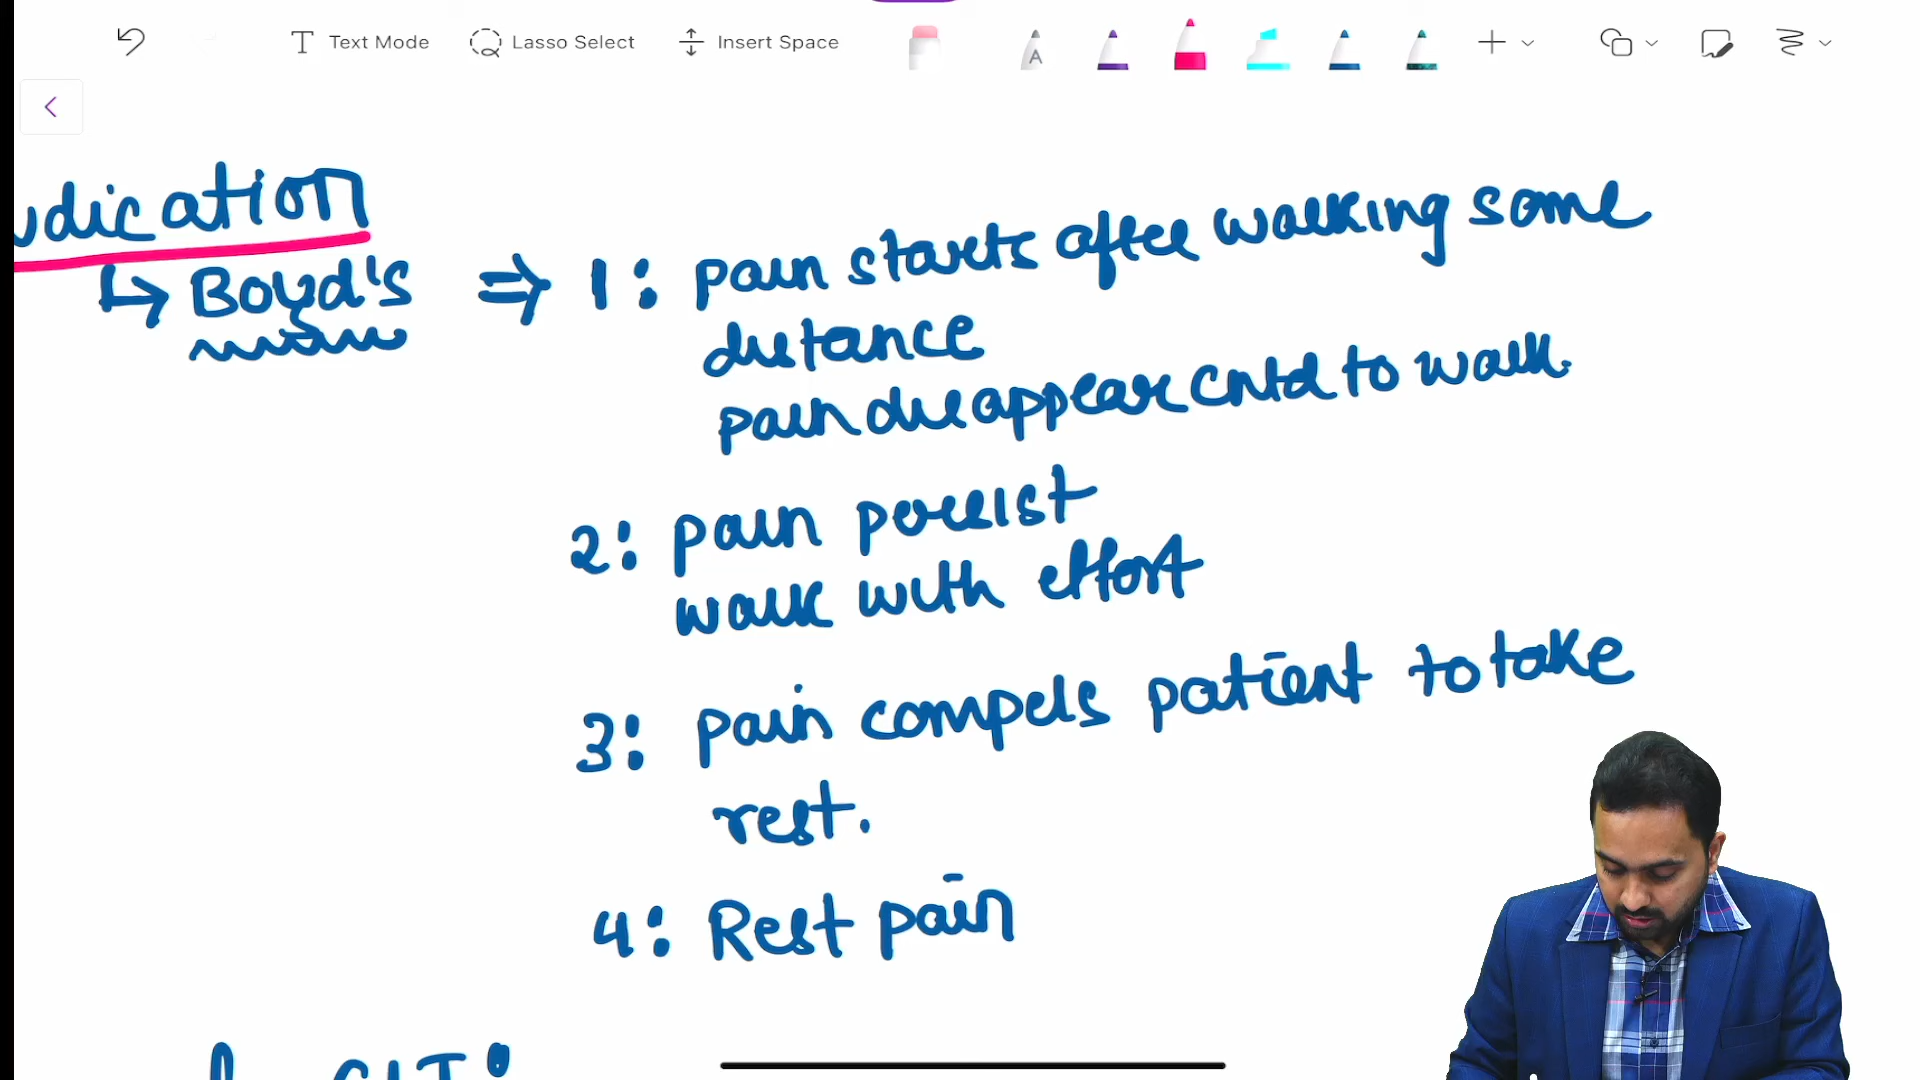 Text Mode Lasso Select Insert Space
A
udication
↳ Boyd's ⇒ 1: pain starts after walking some
distance
pain disappear cntd to walk.
2: pain persist
walk with effort
3: pain compels patient to take
rest.
4: Rest pain